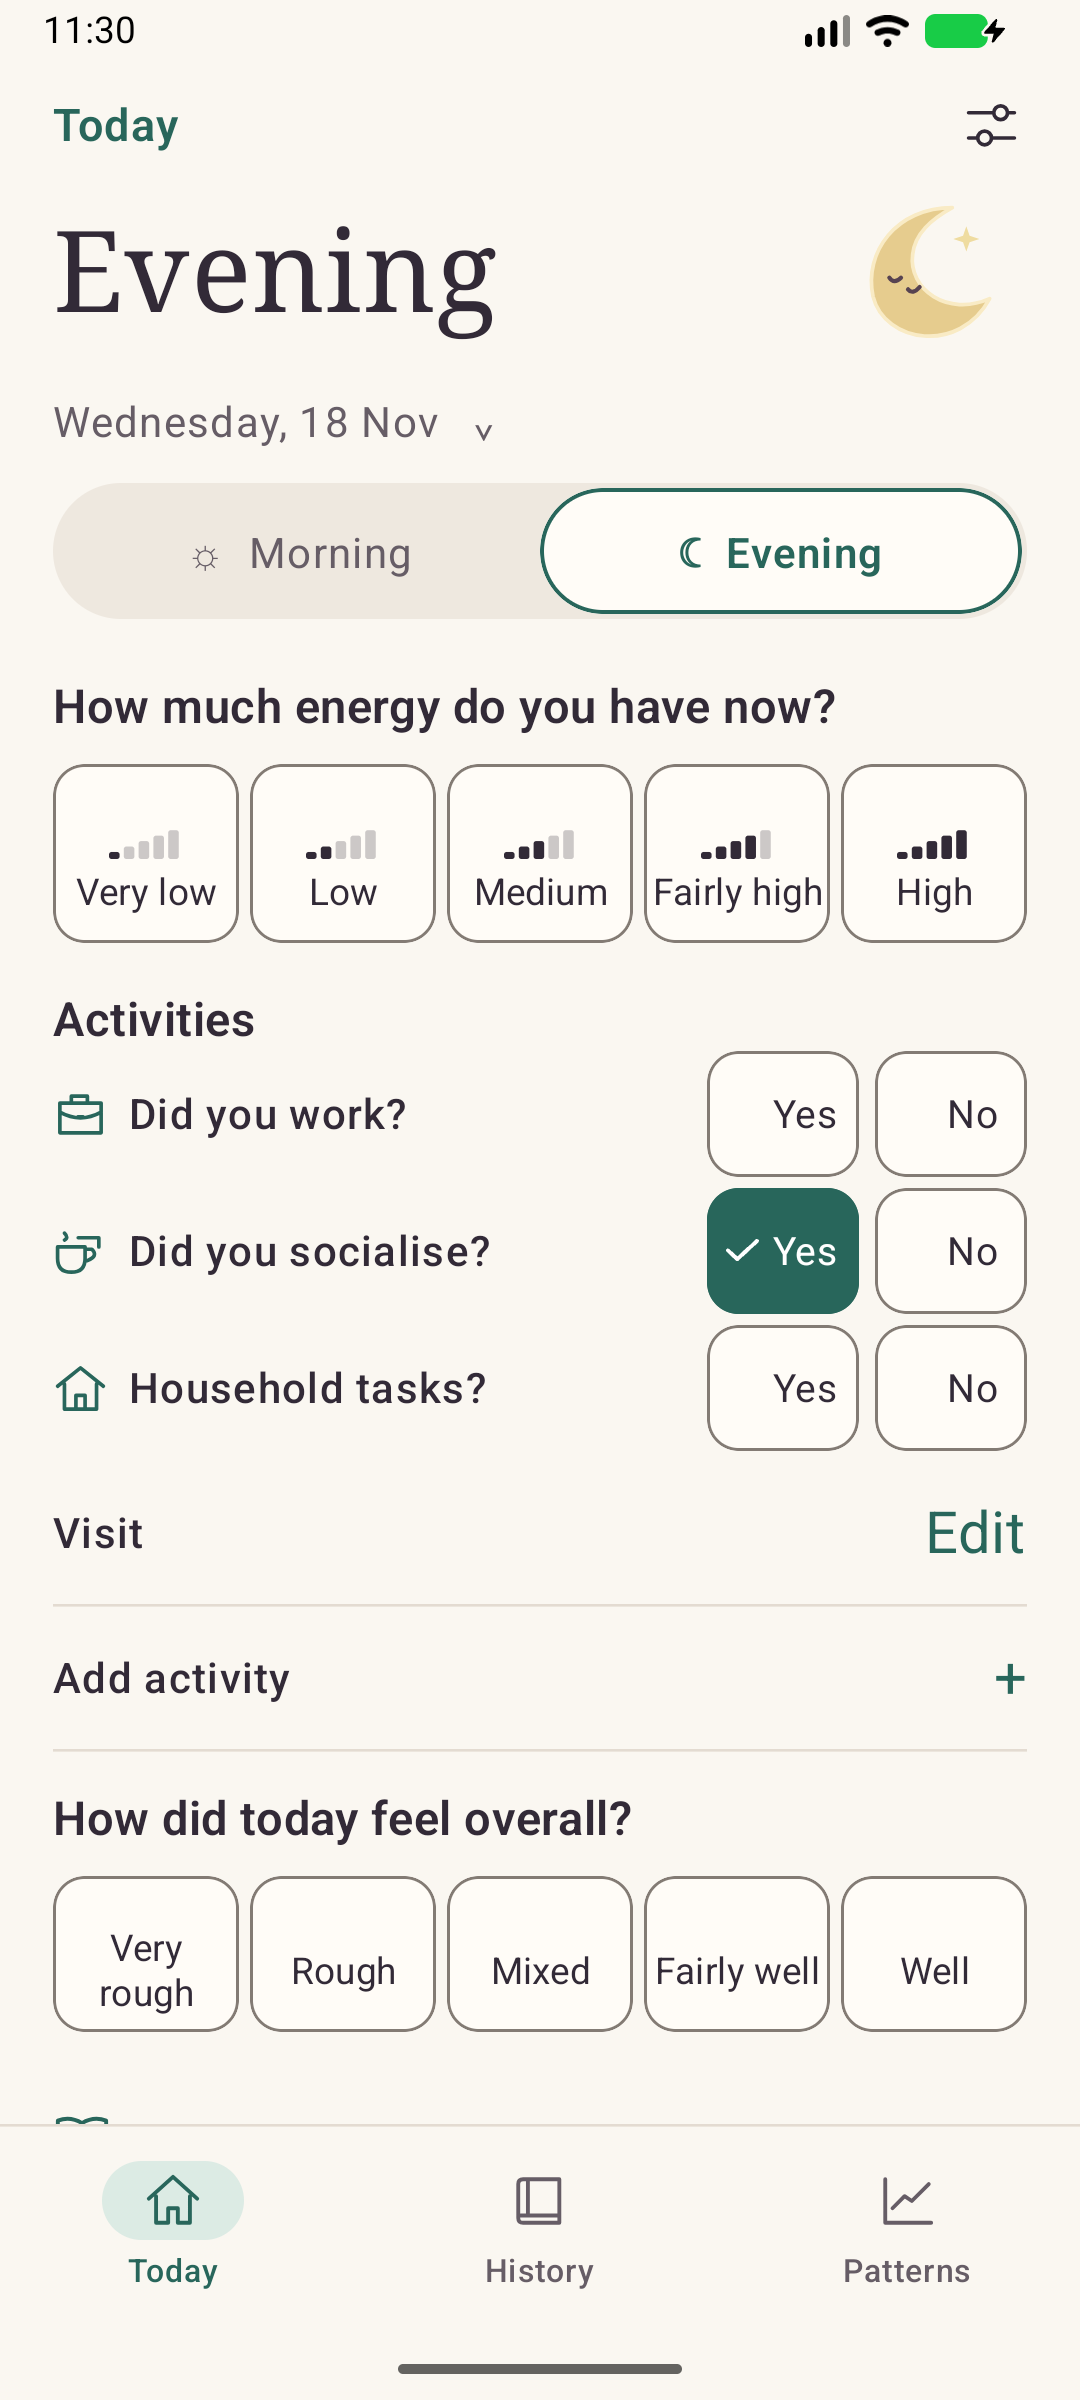 11:30
Today
Evening
Wednesday, 18 Nov
Morning
Evening
How much energy do you have now?
Very low
Low
Medium
Fairly high
High
Activities
Did you work?
Yes
No
Did you socialise?
Yes
No
Household tasks?
Yes
No
Visit
Edit
Add activity
+
How did today feel overall?
Very
rough
Rough
Mixed
Fairly well
Well
Today
History
Patterns